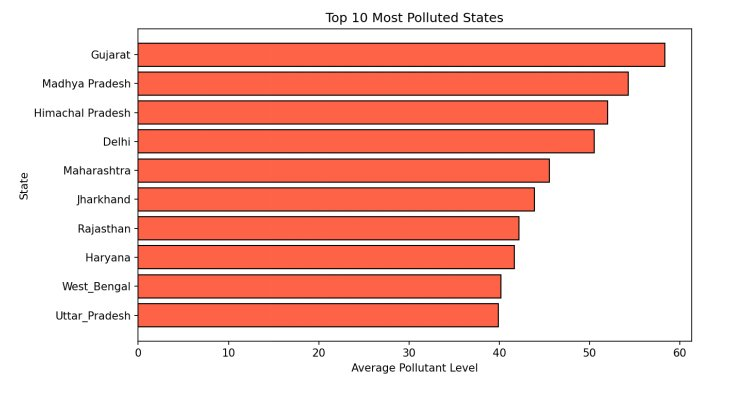 Top 10 Most Polluted States
Gujarat
Madhya Pradesh
Himachal Pradesh
Delhi
Maharashtra
Jharkhand
Rajasthan
Haryana
West_Bengal
Uttar_Pradesh
State
0 10 20 30 40 50 60
Average Pollutant Level